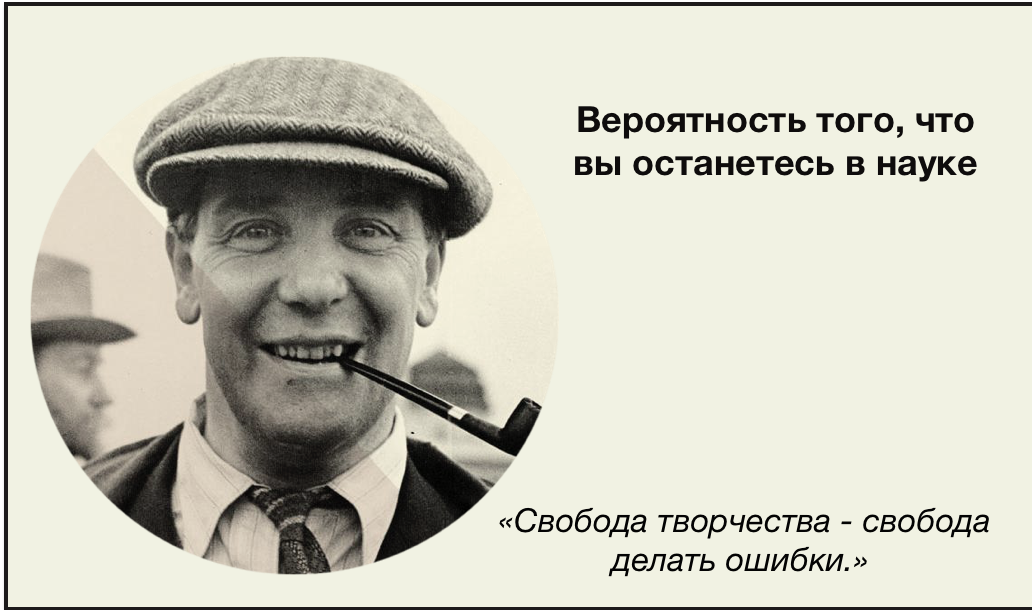 Вероятность того, что
вы останетесь в науке
«Свобода творчества - свобода
делать ошибки.»